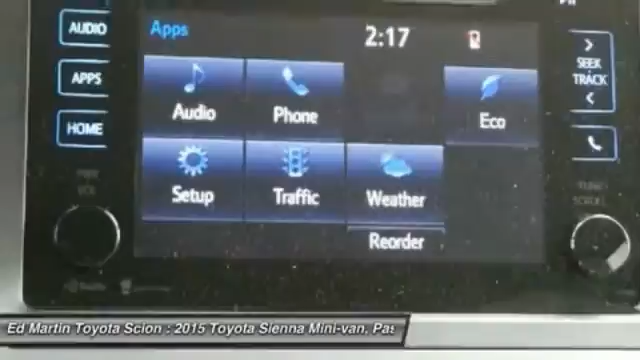 AUDIO
APPS
HOME
Apps
2:17
Audio
Phone
Eco
Setup
Traffic
Weather
Reorder
SEEK
TRACK
Ed Martin Toyota Scion : 2015 Toyota Sienna Mini-van, Pas